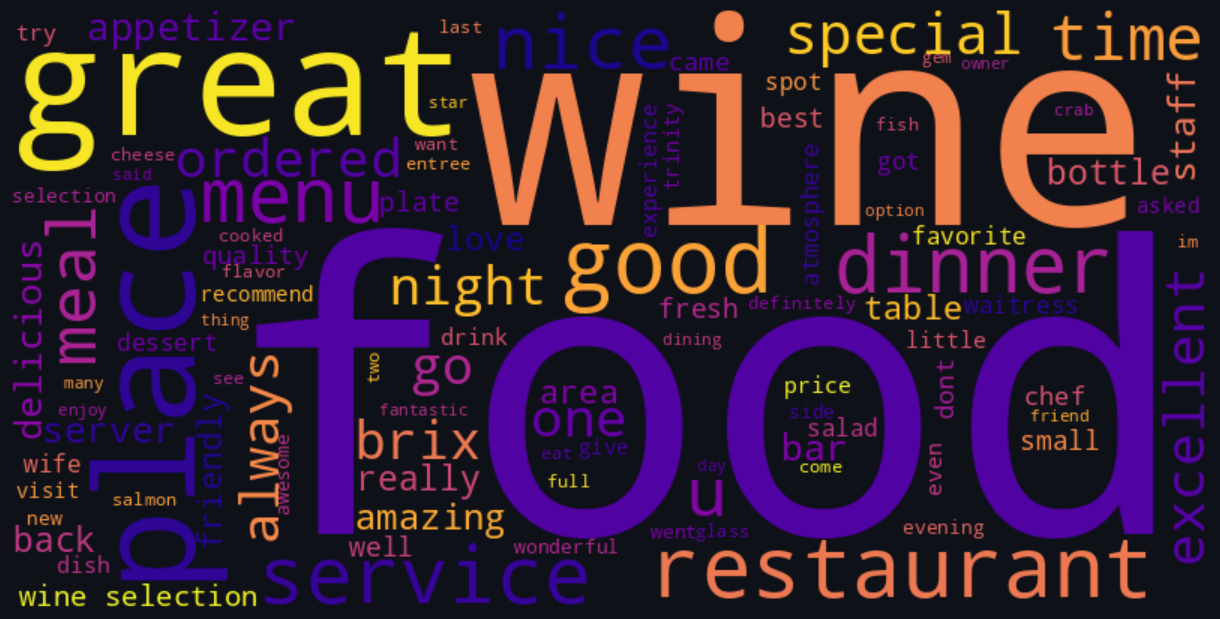 try
appetizer
last
nice
came
special
time
great
wine
gem
owner
star
spot
best
fish
crab
staff
cheese
said
ordered
want
entree
experience
trinity
atmosphere
got
bottle
selection
menu
plate
option
asked
meal
place
cooked
quality
love
good
dinner
favorite
im
delicious
flavor
recommend
night
fresh
definitely
table
waitress
thing
dessert
drink
dining
little
food
excellent
many
see
always
two
go
area
one
price
side
salad
bar
come
dont
chef
friend
small
enjoy
server
friendly
fantastic
brix
eat
give
wife
visit
salmon
awesome
really
full
day
u
even
new
back
dish
amazing
well
wonderful
went
glass
evening
wine selection
service
restaurant